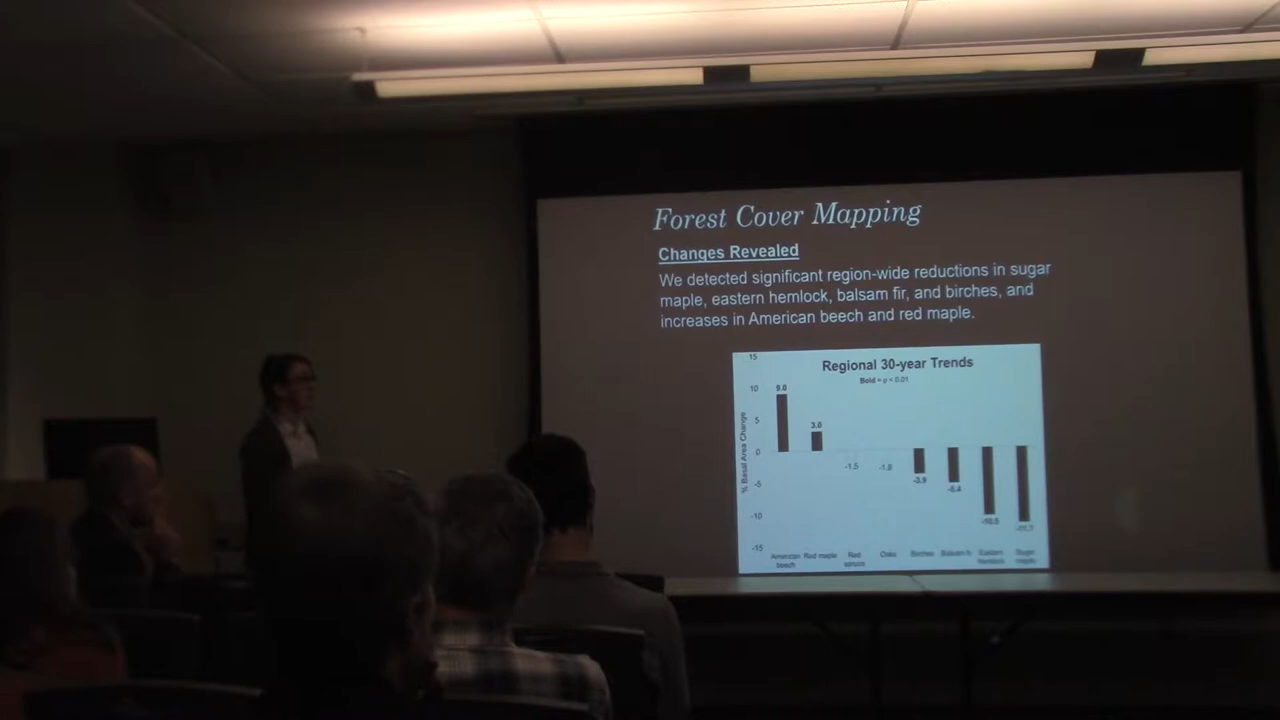 Forest Cover Mapping
Changes Revealed
We detected significant region-wide reductions in sugar
maple, eastern hemlock, balsam fir, and birches, and
increases in American beech and red maple.
Regional 30-year Trends
Bold = p < 0.01
% Basal Area Change
15
10
5
0
-5
-10
-15
9.0
3.0
-1.5
-1.8
-3.9
-5.4
-10.5
American beech
Red maple
Red spruce
Oaks
Birches
Balsam fir
Eastern hemlock
Sugar maple